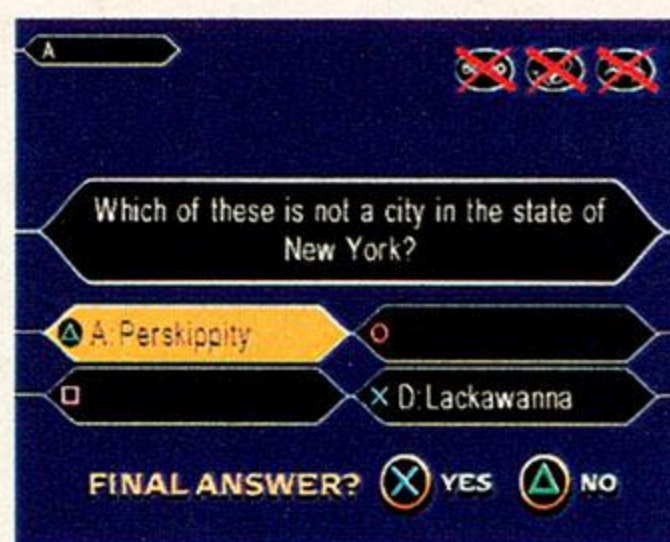 A
Which of these is not a city in the state of
New York?
A: Perskippity
D: Lackawanna
FINAL ANSWER? YES NO